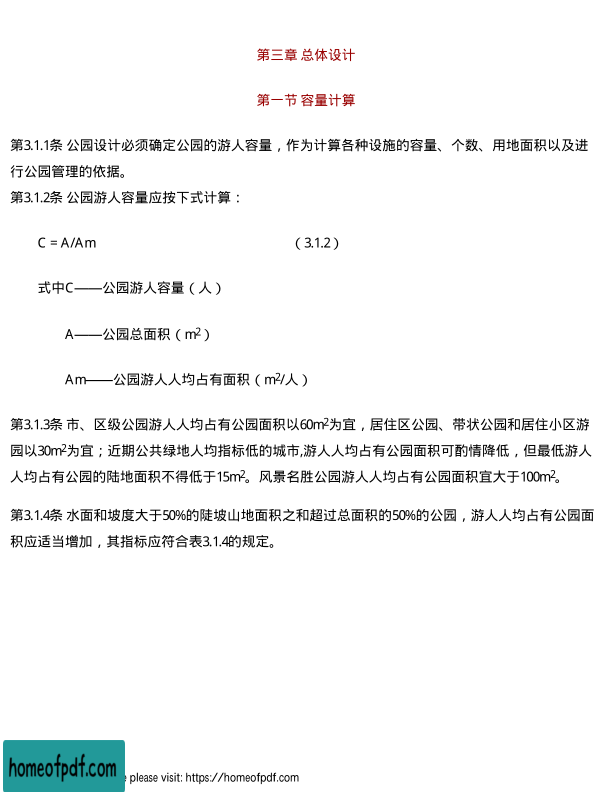 第三章 总体设计
第一节 容量计算
第3.1.1条 公园设计必须确定公园的游人容量，作为计算各种设施的容量、个数、用地面积以及进
行公园管理的依据。
第3.1.2条 公园游人容量应按下式计算：
C = A/Am （3.1.2）
式中C——公园游人容量（人）
A——公园总面积（m²）
Am——公园游人人均占有面积（m²/人）
第3.1.3条 市、区级公园游人人均占有公园面积以60m²为宜，居住区公园、带状公园和居住小区游
园以30m²为宜；近期公共绿地人均指标低的城市,游人人均占有公园面积可酌情降低，但最低游人
人均占有公园的陆地面积不得低于15m²。风景名胜公园游人人均占有公园面积宜大于100m²。
第3.1.4条 水面和坡度大于50%的陡坡山地面积之和超过总面积的50%的公园，游人人均占有公园面
积应适当增加，其指标应符合表3.1.4的规定。
homeofpdf.com
please visit: https://homeofpdf.com